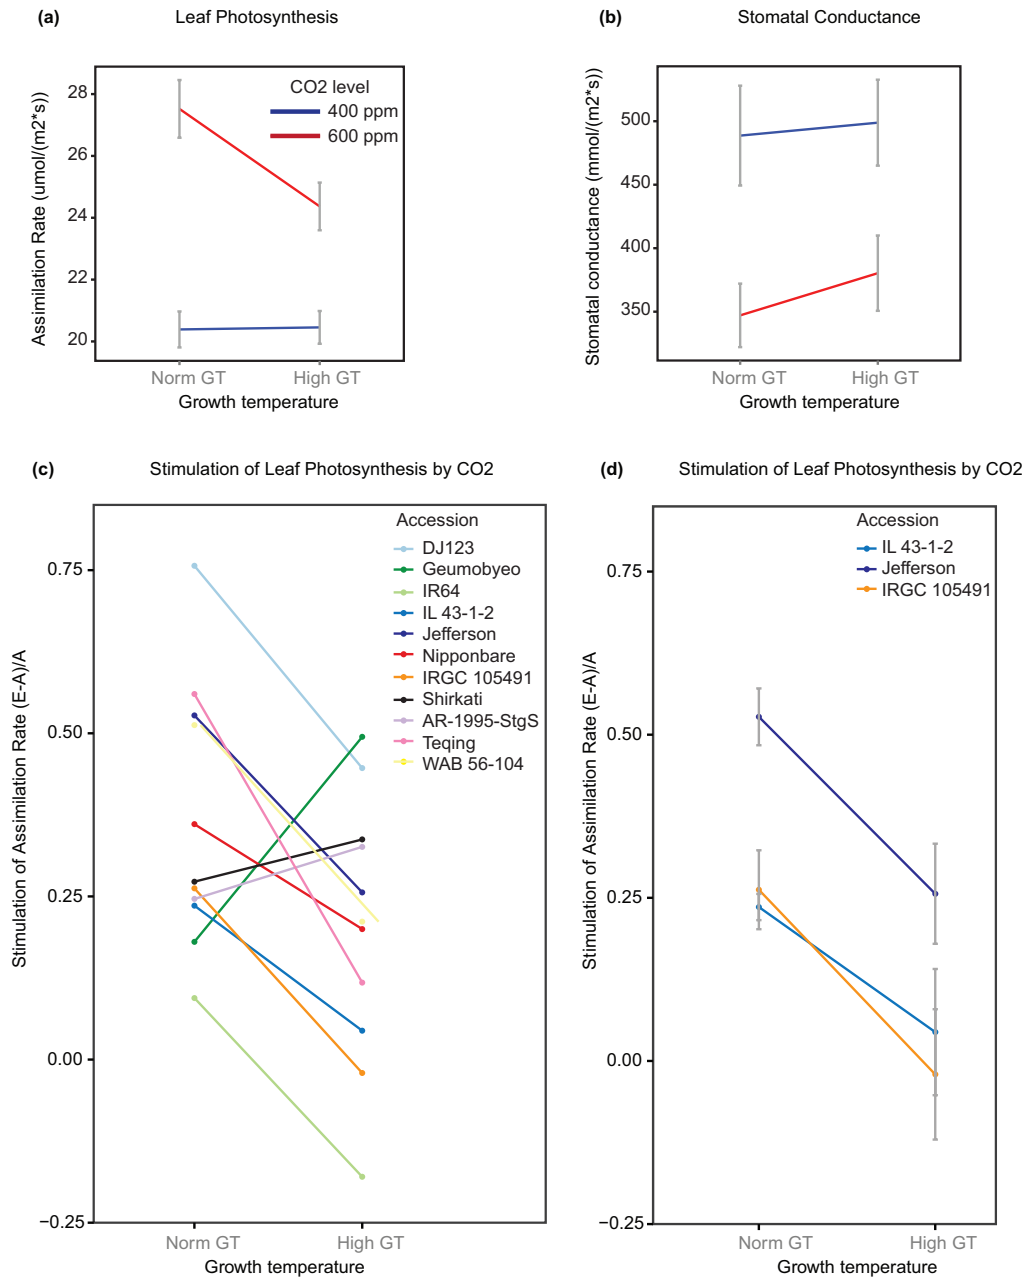 (a) Leaf Photosynthesis
Assimilation Rate (umol/(m2*s))
28
26
24
22
20
CO2 level
400 ppm
600 ppm
Norm GT High GT
Growth temperature
(b) Stomatal Conductance
Stomatal conductance (mmol/(m2*s))
500
450
400
350
Norm GT High GT
Growth temperature
(c) Stimulation of Leaf Photosynthesis by CO2
Stimulation of Assimilation Rate (E-A)/A
0.75
0.50
0.25
0.00
−0.25
Accession
DJ123
Geumobyeo
IR64
IL 43-1-2
Jefferson
Nipponbare
IRGC 105491
Shirkati
AR-1995-StgS
Teqing
WAB 56-104
Norm GT High GT
Growth temperature
(d) Stimulation of Leaf Photosynthesis by CO2
Stimulation of Assimilation Rate (E-A)/A
0.75
0.50
0.25
0.00
−0.25
Accession
IL 43-1-2
Jefferson
IRGC 105491
Norm GT High GT
Growth temperature